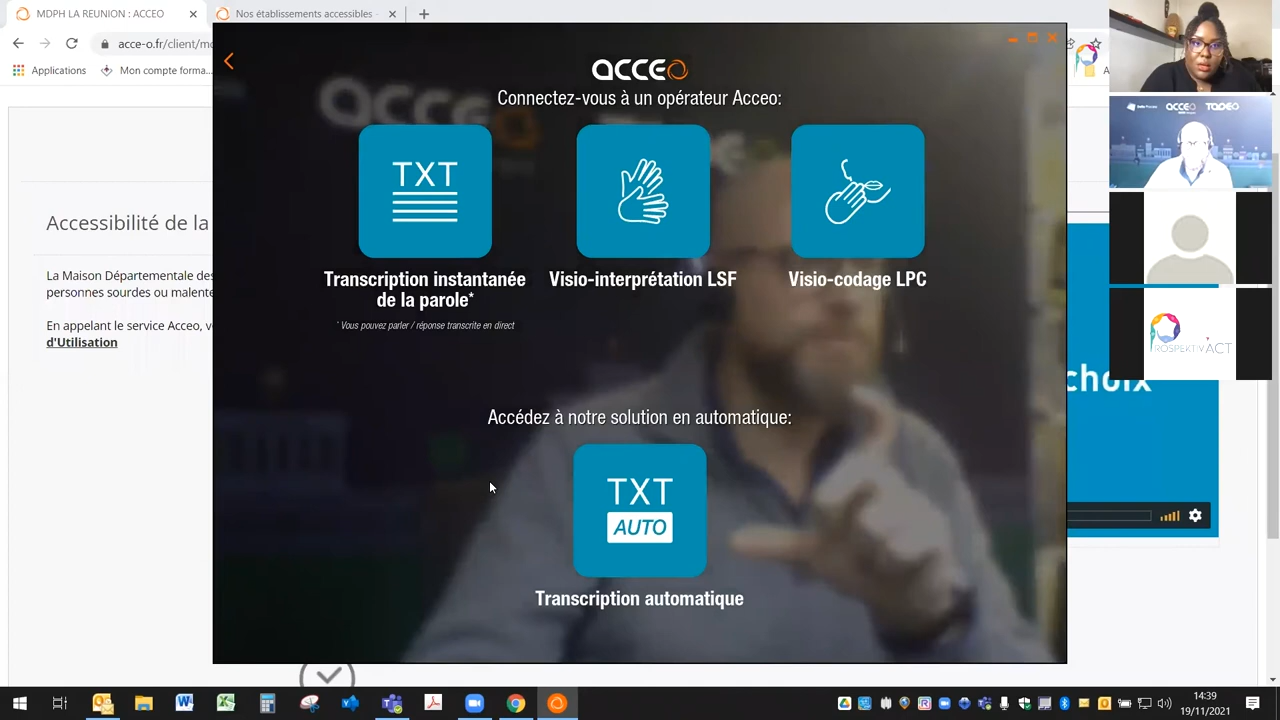 MDPH LA REUNION : ACCEO
Nos établissements accessibles -
acce-o.fr/client/m
Applications
Mon compte forma...
acceo
Connectez-vous à un opérateur Acceo:
TXT
Transcription instantanée
de la parole*
* Vous pouvez parler / réponse transcrite en direct
Visio-interprétation LSF
Visio-codage LPC
Accédez à notre solution en automatique:
TXT
AUTO
Transcription automatique
Accessibilité de la
La Maison Départementale des
personnes sourdes ou malente
En appelant le service Acceo, v
d'Utilisation
choix
acceo
TADEO
PROSPEKTIV'ACT
14:39
19/11/2021